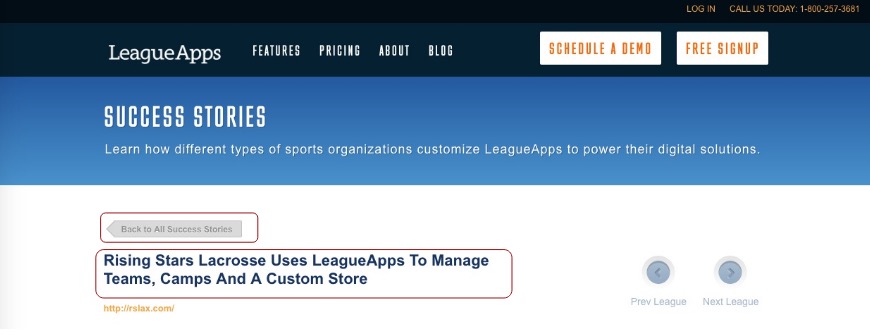 LOG IN CALL US TODAY: 1-800-257-3681
LeagueApps FEATURES PRICING ABOUT BLOG SCHEDULE A DEMO FREE SIGNUP
SUCCESS STORIES
Learn how different types of sports organizations customize LeagueApps to power their digital solutions.
Back to All Success Stories
Rising Stars Lacrosse Uses LeagueApps To Manage
Teams, Camps And A Custom Store
http://rslax.com/
Prev League Next League